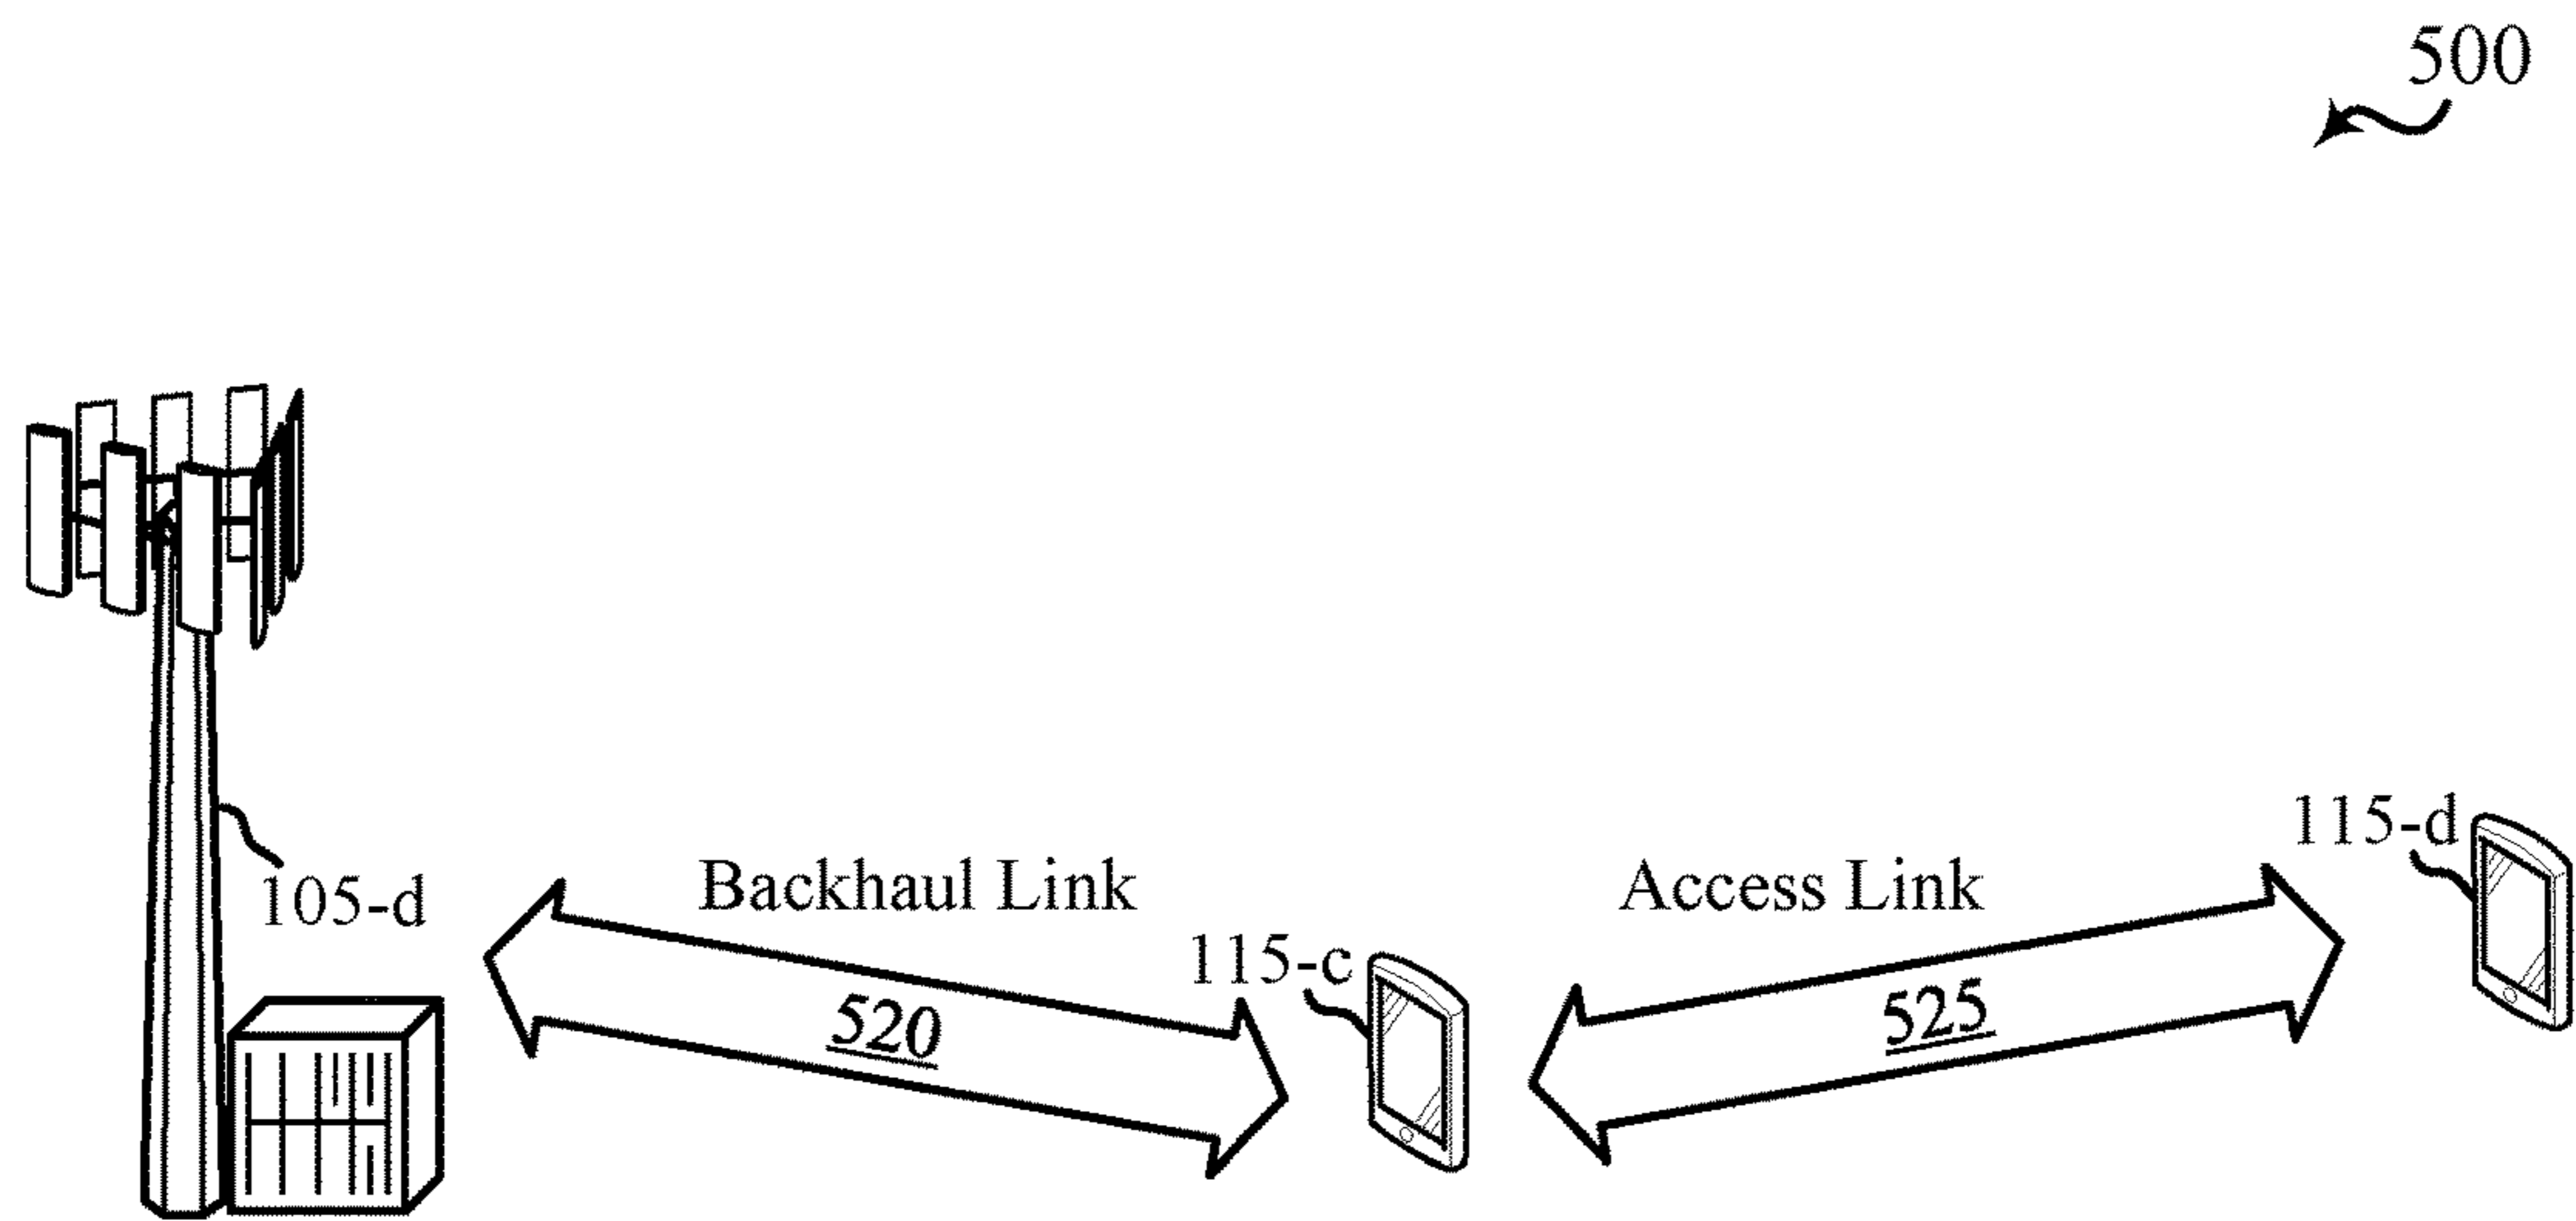 500
115-d
105-d
Backhaul Link
Access Link
115-c
520
525